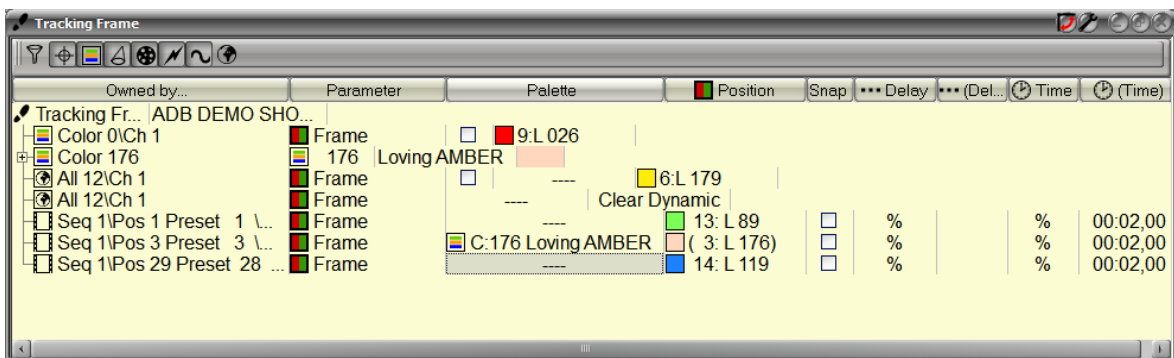 Tracking Frame
Owned by... Parameter Palette Position Snap ••• Delay ••• (Del... Time (Time)
Tracking Fr... ADB DEMO SHO...
Color 0\Ch 1 Frame 9:L 026
Color 176 176 Loving AMBER
All 12\Ch 1 Frame ---- 6:L 179
All 12\Ch 1 Frame ---- Clear Dynamic
Seq 1\Pos 1 Preset 1 \... Frame ---- 13: L 89 % % 00:02,00
Seq 1\Pos 3 Preset 3 \... Frame C:176 Loving AMBER ( 3: L 176) % % 00:02,00
Seq 1\Pos 29 Preset 28 ... Frame ---- 14: L 119 % % 00:02,00